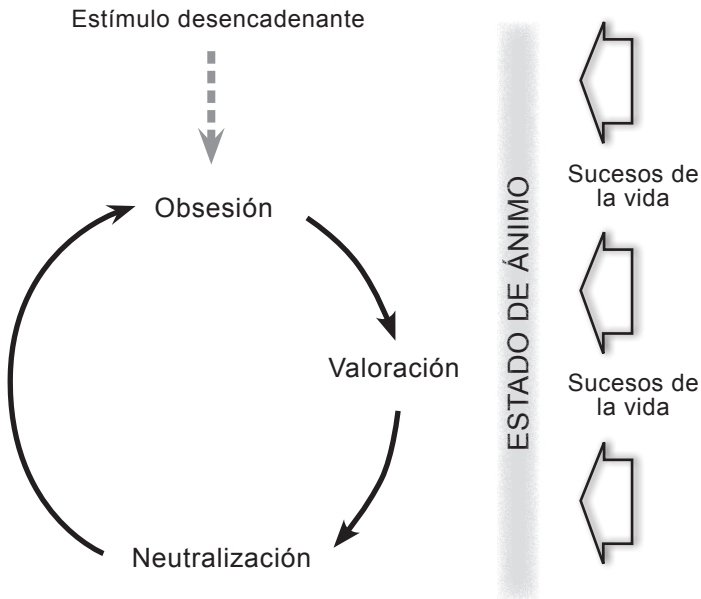 Estímulo desencadenante
Obsesión
Valoración
Neutralización
ESTADO DE ÁNIMO
Sucesos de
la vida
Sucesos de
la vida